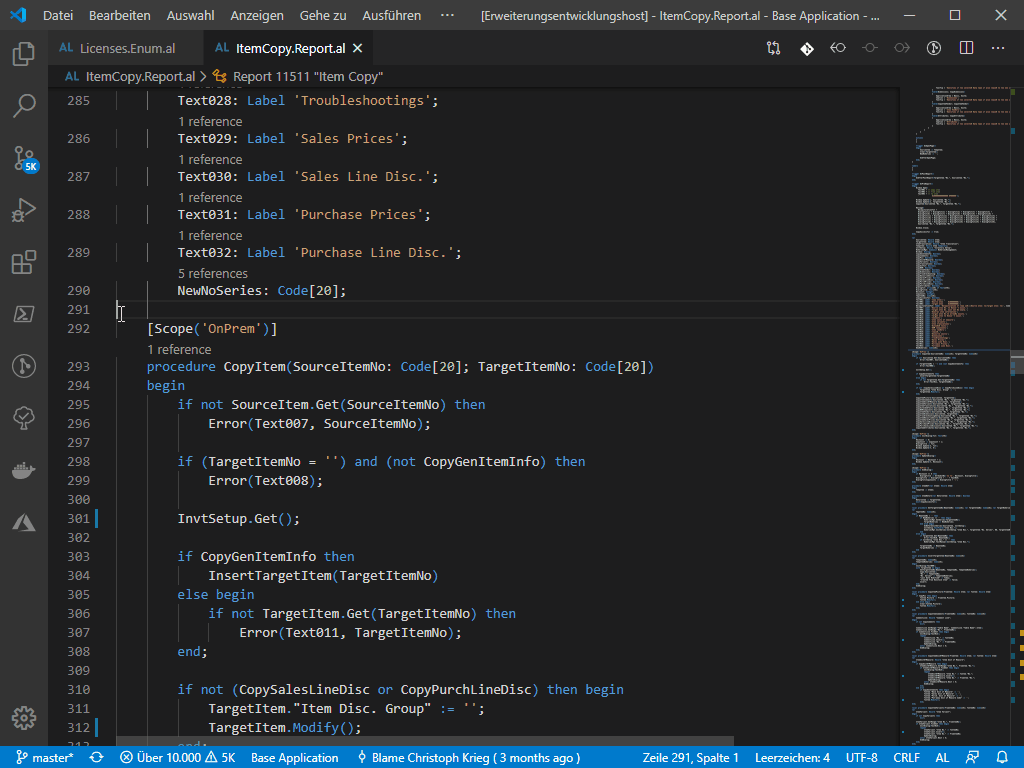 Datei Bearbeiten Auswahl Anzeigen Gehe zu Ausführen ··· [Erweiterungsentwicklungshost] - ItemCopy.Report.al - Base Application - ...
AL Licenses.Enum.al AL ItemCopy.Report.al
AL ItemCopy.Report.al > Report 11511 "Item Copy"
285 Text028: Label 'Troubleshootings';
1 reference
286 Text029: Label 'Sales Prices';
1 reference
287 Text030: Label 'Sales Line Disc.';
1 reference
288 Text031: Label 'Purchase Prices';
1 reference
289 Text032: Label 'Purchase Line Disc.';
5 references
290 NewNoSeries: Code[20];
291
292 [Scope('OnPrem')]
1 reference
293 procedure CopyItem(SourceItemNo: Code[20]; TargetItemNo: Code[20])
294 begin
295 if not SourceItem.Get(SourceItemNo) then
296 Error(Text007, SourceItemNo);
297
298 if (TargetItemNo = '') and (not CopyGenItemInfo) then
299 Error(Text008);
300
301 InvtSetup.Get();
302
303 if CopyGenItemInfo then
304 InsertTargetItem(TargetItemNo)
305 else begin
306 if not TargetItem.Get(TargetItemNo) then
307 Error(Text011, TargetItemNo);
308 end;
309
310 if not (CopySalesLineDisc or CopyPurchLineDisc) then begin
311 TargetItem."Item Disc. Group" := '';
312 TargetItem.Modify();
313 end;
5K
master* Über 10.000 5K Base Application Blame Christoph Krieg ( 3 months ago ) Zeile 291, Spalte 1 Leerzeichen: 4 UTF-8 CRLF AL